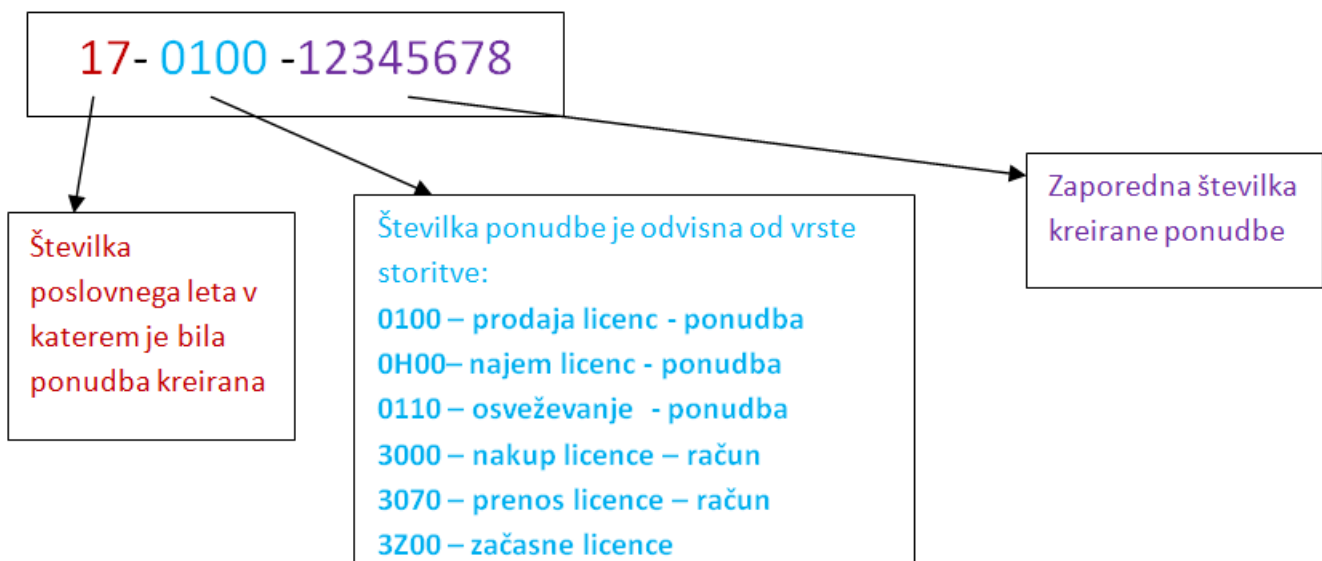 17- 0100 -12345678
Številka
poslovnega leta v
katerem je bila
ponudba kreirana
Številka ponudbe je odvisna od vrste
storitve:
0100 – prodaja licenc - ponudba
0H00– najem licenc - ponudba
0110 – osveževanje - ponudba
3000 – nakup licence – račun
3070 – prenos licence – račun
3Z00 – začasne licence
Zaporedna številka
kreirane ponudbe